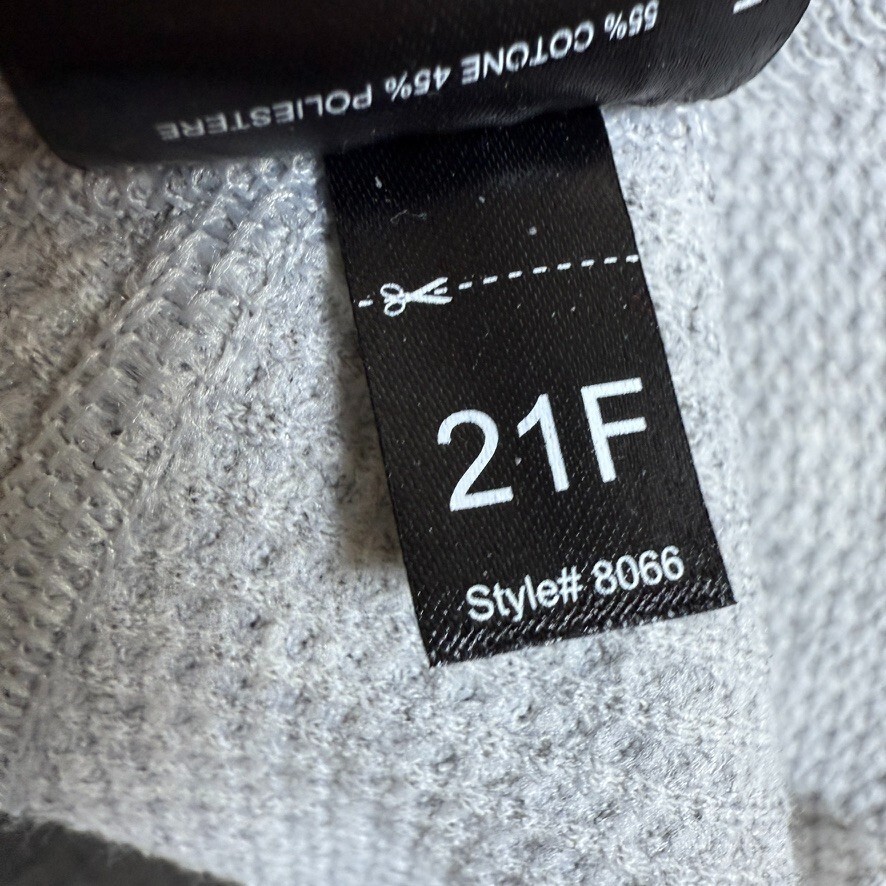 55% COTONE 45% POLIESTERE
21F
Style# 8066